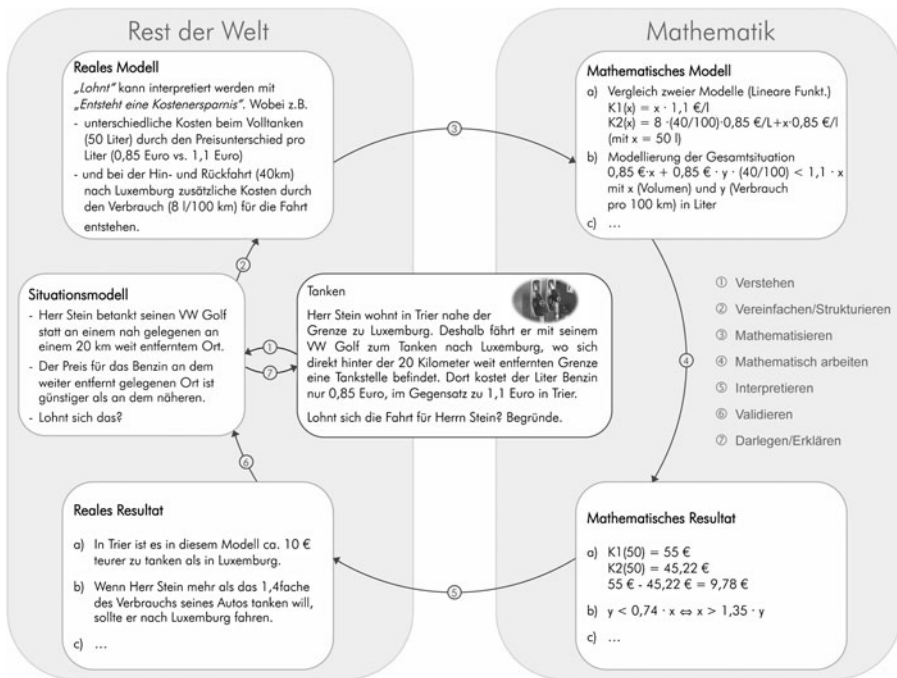 Rest der Welt
Mathematik
Reales Modell
„Lohnt" kann interpretiert werden mit
„Entsteht eine Kostenersparnis". Wobei z.B.
- unterschiedliche Kosten beim Volltanken
(50 Liter) durch den Preisunterschied pro
Liter (0,85 Euro vs. 1,1 Euro)
- und bei der Hin- und Rückfahrt (40km)
nach Luxemburg zusätzliche Kosten durch
den Verbrauch (8 l/100 km) für die Fahrt
entstehen.
③
Mathematisches Modell
a) Vergleich zweier Modelle (Lineare Funkt.)
K1(x) = x · 1,1 €/l
K2(x) = 8 ·(40/100)·0,85 €/L+x·0,85 €/l
(mit x = 50 l)
b) Modellierung der Gesamtsituation
0,85 €·x + 0,85 € · y · (40/100) < 1,1 · x
mit x (Volumen) und y (Verbrauch
pro 100 km) in Liter
c) ...
②
Situationsmodell
- Herr Stein betankt seinen VW Golf
statt an einem nah gelegenen an
einem 20 km weit entferntem Ort.
- Der Preis für das Benzin an dem
weiter entfernt gelegenen Ort ist
günstiger als an dem näheren.
- Lohnt sich das?
①
⑦
Tanken
Herr Stein wohnt in Trier nahe der
Grenze zu Luxemburg. Deshalb fährt er mit seinem
VW Golf zum Tanken nach Luxemburg, wo sich
direkt hinter der 20 Kilometer weit entfernten Grenze
eine Tankstelle befindet. Dort kostet der Liter Benzin
nur 0,85 Euro, im Gegensatz zu 1,1 Euro in Trier.
Lohnt sich die Fahrt für Herrn Stein? Begründe.
④
① Verstehen
② Vereinfachen/Strukturieren
③ Mathematisieren
④ Mathematisch arbeiten
⑤ Interpretieren
⑥ Validieren
⑦ Darlegen/Erklären
⑥
Reales Resultat
a) In Trier ist es in diesem Modell ca. 10 €
teurer zu tanken als in Luxemburg.
b) Wenn Herr Stein mehr als das 1,4fache
des Verbrauchs seines Autos tanken will,
sollte er nach Luxemburg fahren.
c) ...
⑤
Mathematisches Resultat
a) K1(50) = 55 €
K2(50) = 45,22 €
55 € - 45,22 € = 9,78 €
b) y < 0,74 · x ⇔ x > 1,35 · y
c) ...